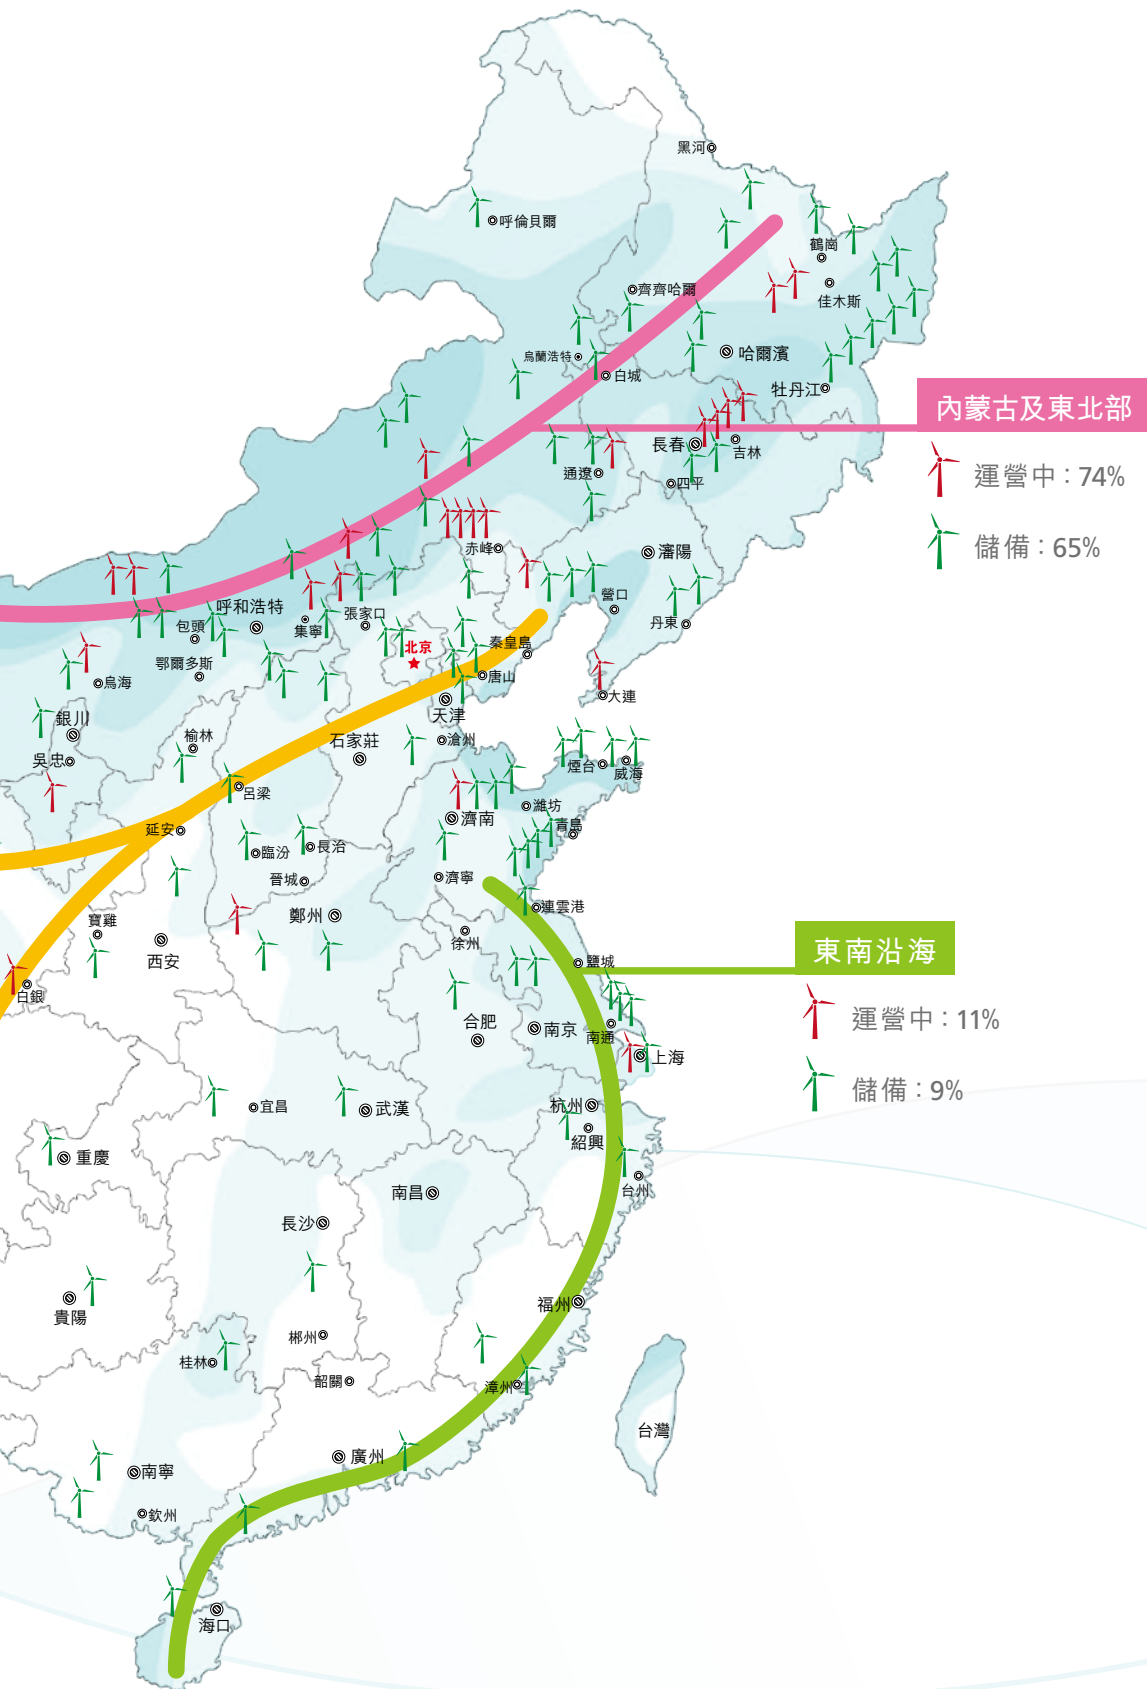 黑河
呼倫貝爾
鶴崗
齊齊哈爾
佳木斯
烏蘭浩特
哈爾濱
白城
牡丹江
內蒙古及東北部
長春
吉林
通遼
四平
運營中：74%
赤峰
瀋陽
儲備：65%
營口
呼和浩特
張家口
包頭
集寧
丹東
北京
秦皇島
鄂爾多斯
唐山
烏海
大連
天津
銀川
榆林
石家莊
滄州
吳忠
煙台
威海
呂梁
濰坊
濟南
青島
延安
臨汾
長治
晉城
濟寧
連雲港
寶雞
鄭州
徐州
東南沿海
西安
鹽城
白銀
合肥
南京
南通
運營中：11%
上海
儲備：9%
宜昌
武漢
杭州
紹興
重慶
南昌
台州
長沙
貴陽
福州
郴州
桂林
韶關
漳州
台灣
廣州
南寧
欽州
海口